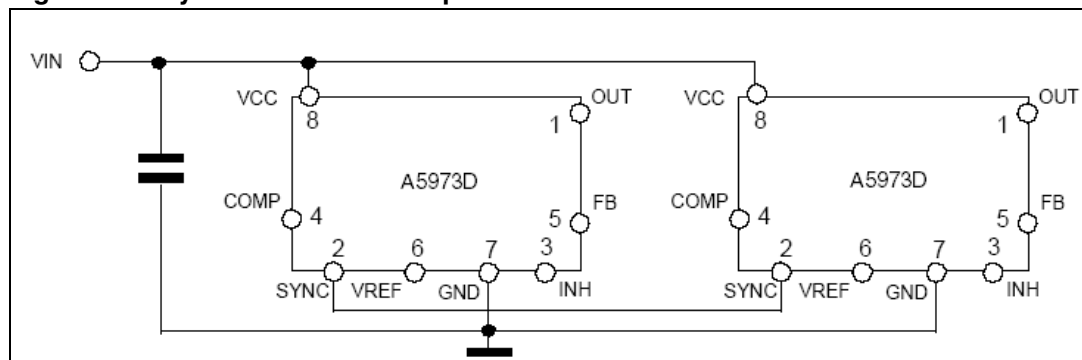 VIN
VCC
8
OUT
1
A5973D
COMP
4
FB
5
2
6
7
3
SYNC
VREF
GND
INH
VCC
8
OUT
1
A5973D
COMP
4
FB
5
2
6
7
3
SYNC
VREF
GND
INH